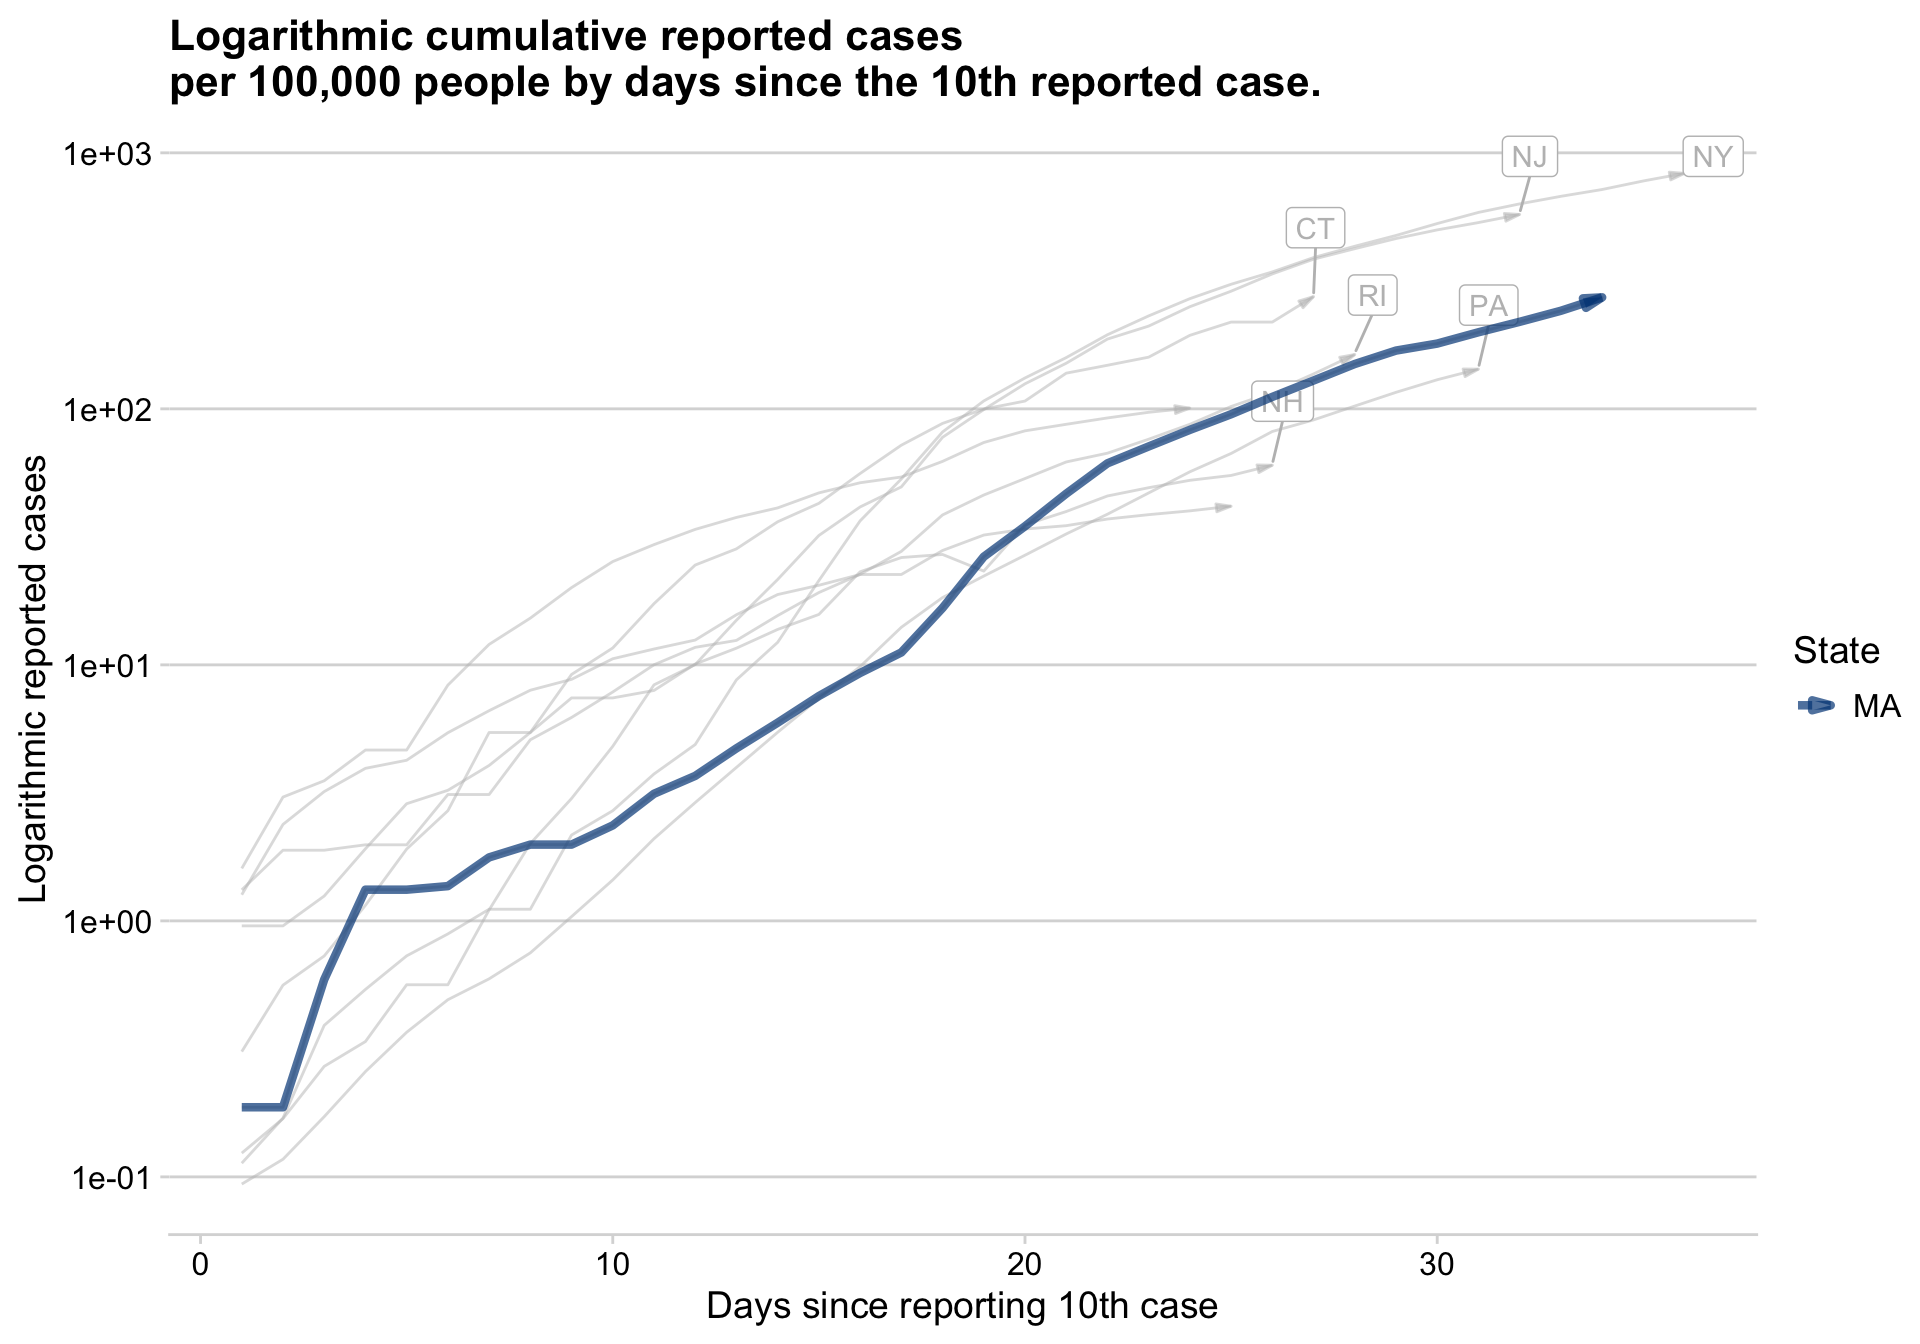 Logarithmic cumulative reported cases
per 100,000 people by days since the 10th reported case.
1e+03
1e+02
1e+01
1e+00
1e-01
Logarithmic reported cases
NJ
NY
CT
RI
PA
NH
State
MA
0
10
20
30
Days since reporting 10th case